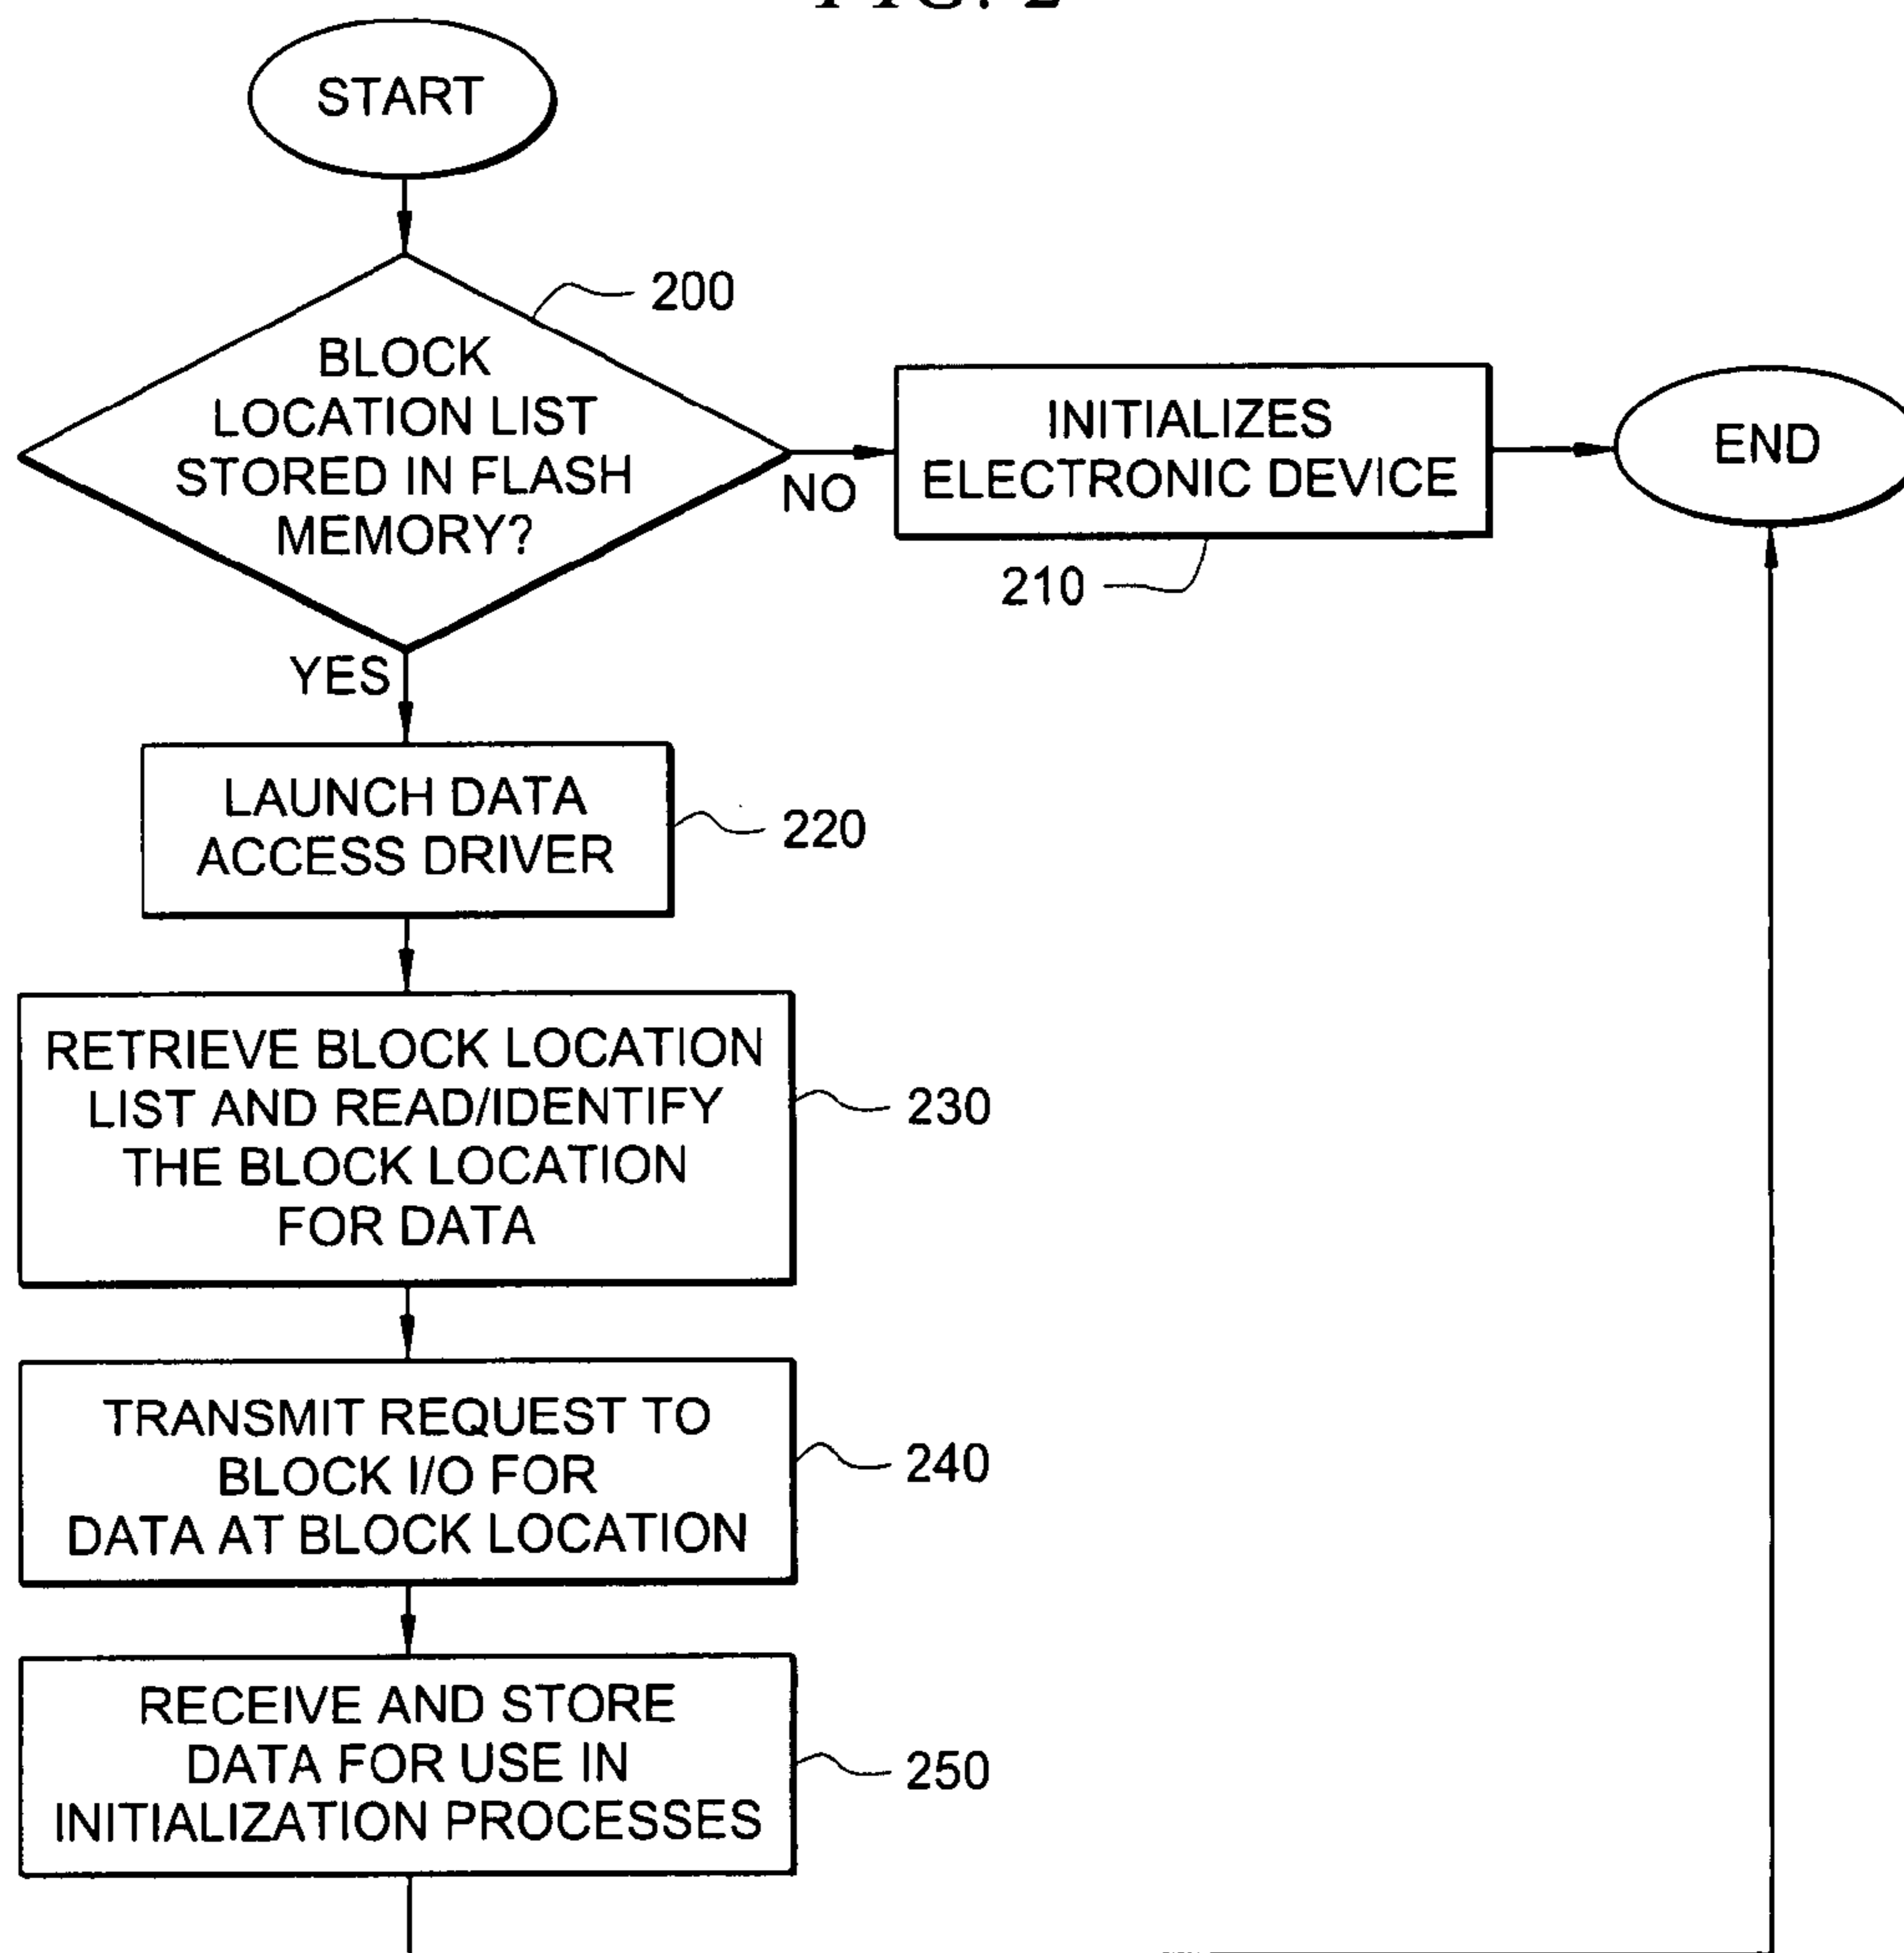 FIG. 2
START
200
BLOCK
LOCATION LIST
STORED IN FLASH
MEMORY?
NO
INITIALIZES
ELECTRONIC DEVICE
210
END
YES
LAUNCH DATA
ACCESS DRIVER
220
RETRIEVE BLOCK LOCATION
LIST AND READ/IDENTIFY
THE BLOCK LOCATION
FOR DATA
230
TRANSMIT REQUEST TO
BLOCK I/O FOR
DATA AT BLOCK LOCATION
240
RECEIVE AND STORE
DATA FOR USE IN
INITIALIZATION PROCESSES
250